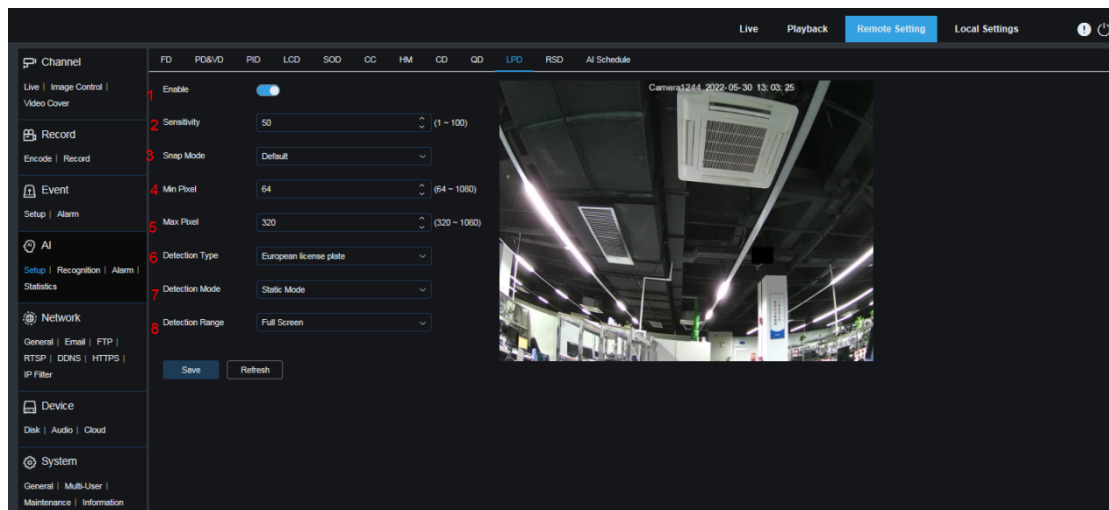 Live Playback Remote Setting Local Settings
Channel
Live | Image Control |
Video Cover
Record
Encode | Record
Event
Setup | Alarm
AI
Setup | Recognition | Alarm |
Statistics
Network
General | Email | FTP |
RTSP | DDNS | HTTPS |
IP Filter
Device
Disk | Audio | Cloud
System
General | Multi-User |
Maintenance | Information
FD PD&VD PID LCD SOD CC HM CD QD LPD RSD AI Schedule
1 Enable
2 Sensitivity 50 (1 ~ 100)
3 Snap Mode Default
4 Min Pixel 64 (64 ~ 1080)
5 Max Pixel 320 (320 ~ 1080)
6 Detection Type European license plate
7 Detection Mode Static Mode
8 Detection Range Full Screen
Save Refresh
Camera1244 2022-05-30 13:03:25